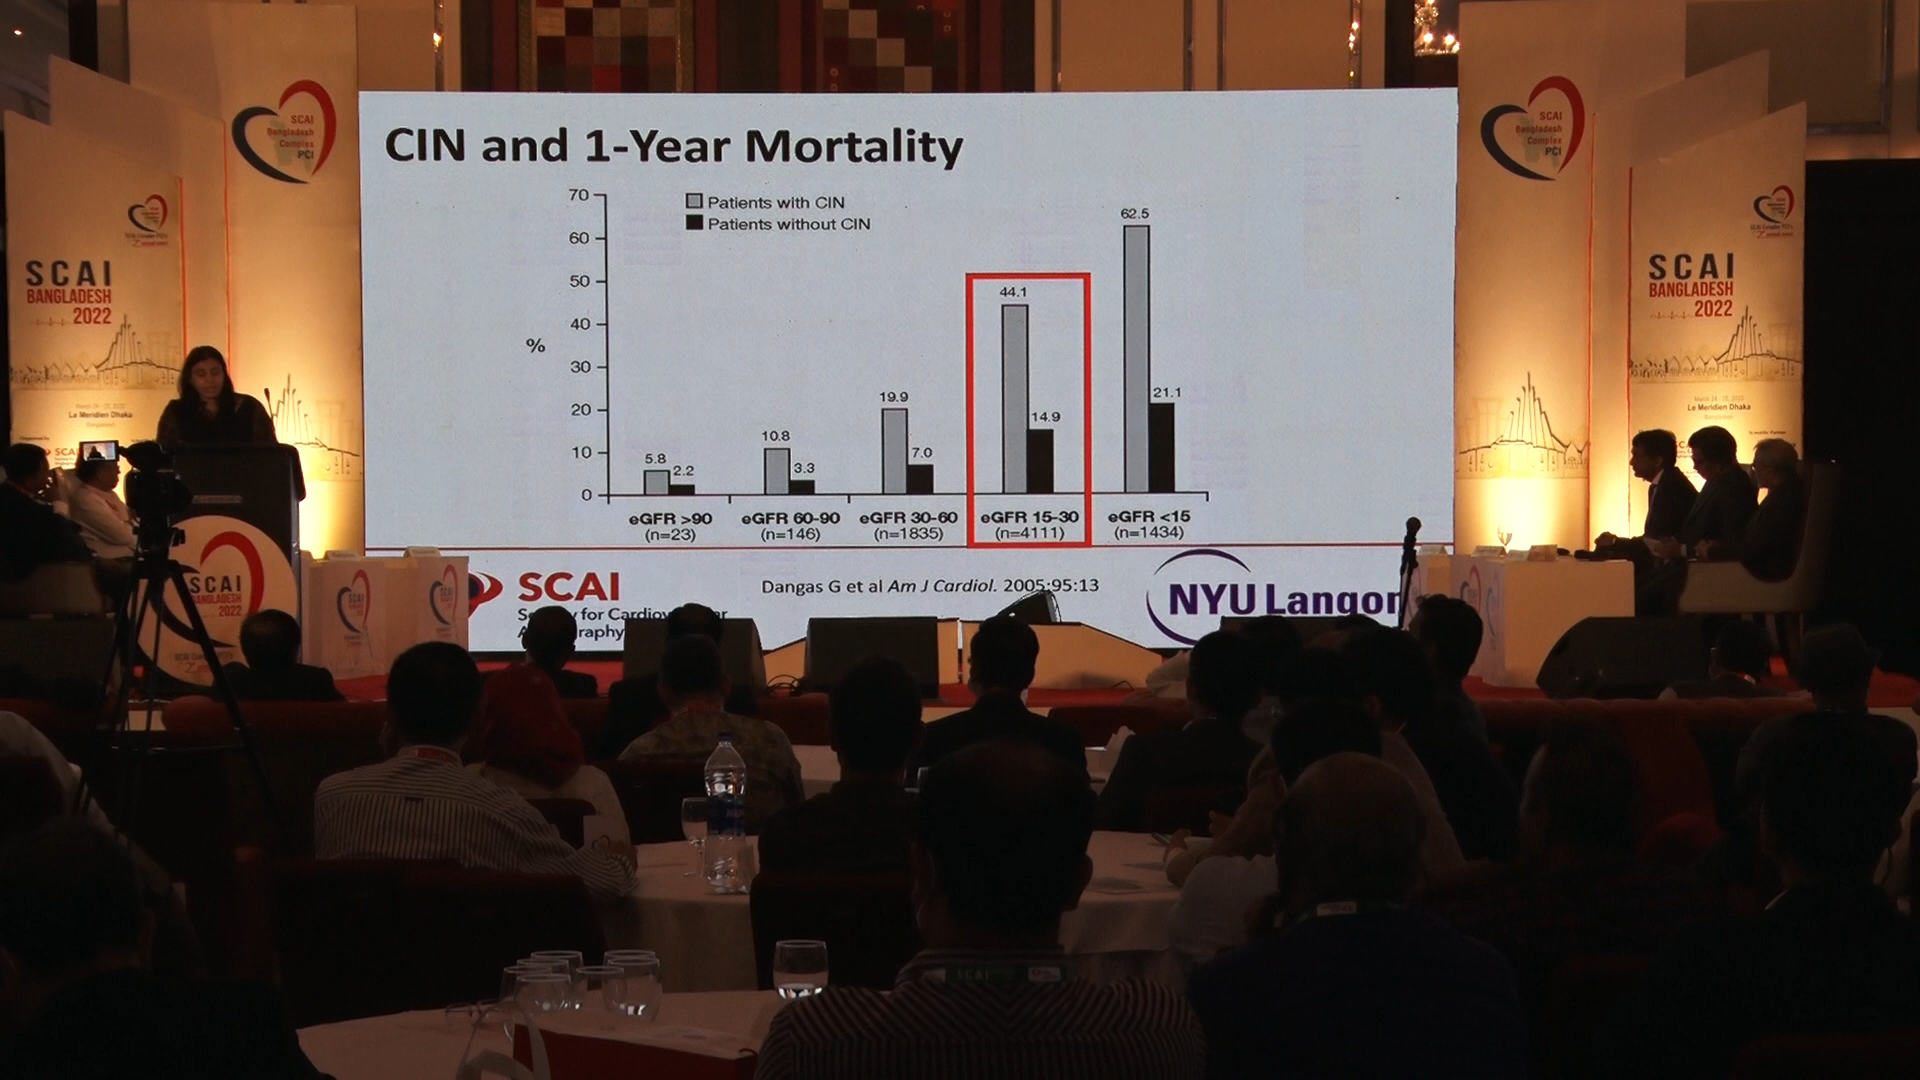 CIN and 1-Year Mortality
70
60
50
40
30
20
10
0
%
Patients with CIN
Patients without CIN
5.8
2.2
10.8
3.3
19.9
7.0
44.1
14.9
62.5
21.1
eGFR >90
(n=23)
eGFR 60-90
(n=146)
eGFR 30-60
(n=1835)
eGFR 15-30
(n=4111)
eGFR <15
(n=1434)
SCAI
Dangas G et al Am J Cardiol. 2005:95:13
NYU Langon
SCAI
Bangladesh
Complex
PCI
SCAI
BANGLADESH
2022
Le Meridien Dhaka
SCAI
SCAI
BANGLADESH
2022
SCAI
Bangladesh
Complex
PCI
SCAI
BANGLADESH
2022
Le Meridien Dhaka
SCAI